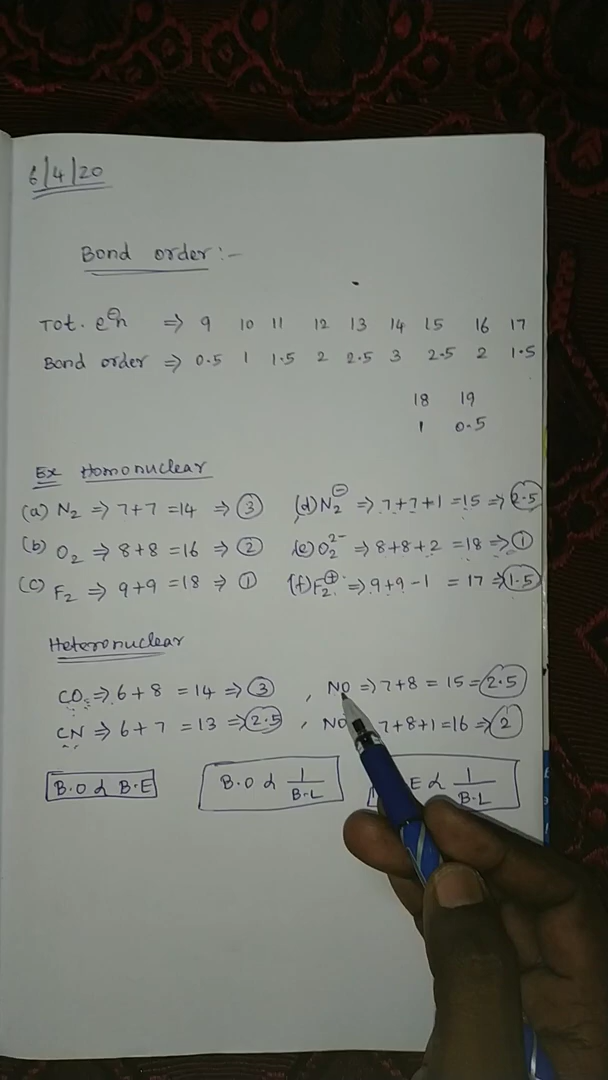 6/4/20
Bond order:-
Tot. e⊖n ⇒ 9 10 11 12 13 14 15 16 17
Bond order ⇒ 0.5 1 1.5 2 2.5 3 2.5 2 1.5
18 19
1 0.5
Ex Homonuclear
(a) N₂ ⇒ 7+7 =14 ⇒ 3 (d) N₂⊖ ⇒ 7+7+1 =15 ⇒ 2.5
(b) O₂ ⇒ 8+8 =16 ⇒ 2 (e) O₂²⁻ ⇒ 8+8+2 =18 ⇒ 1
(c) F₂ ⇒ 9+9 =18 ⇒ 1 (f) F₂⊕ ⇒ 9+9-1 = 17 ⇒ 1.5
Heteronuclear
CO ⇒ 6+8 =14 ⇒ 3 , NO ⇒ 7+8 = 15 = 2.5
CN ⇒ 6+7 =13 ⇒ 2.5 , NO 7+8+1=16 ⇒ 2
B.O α B.E B.O α 1/B.L E α 1/B.L